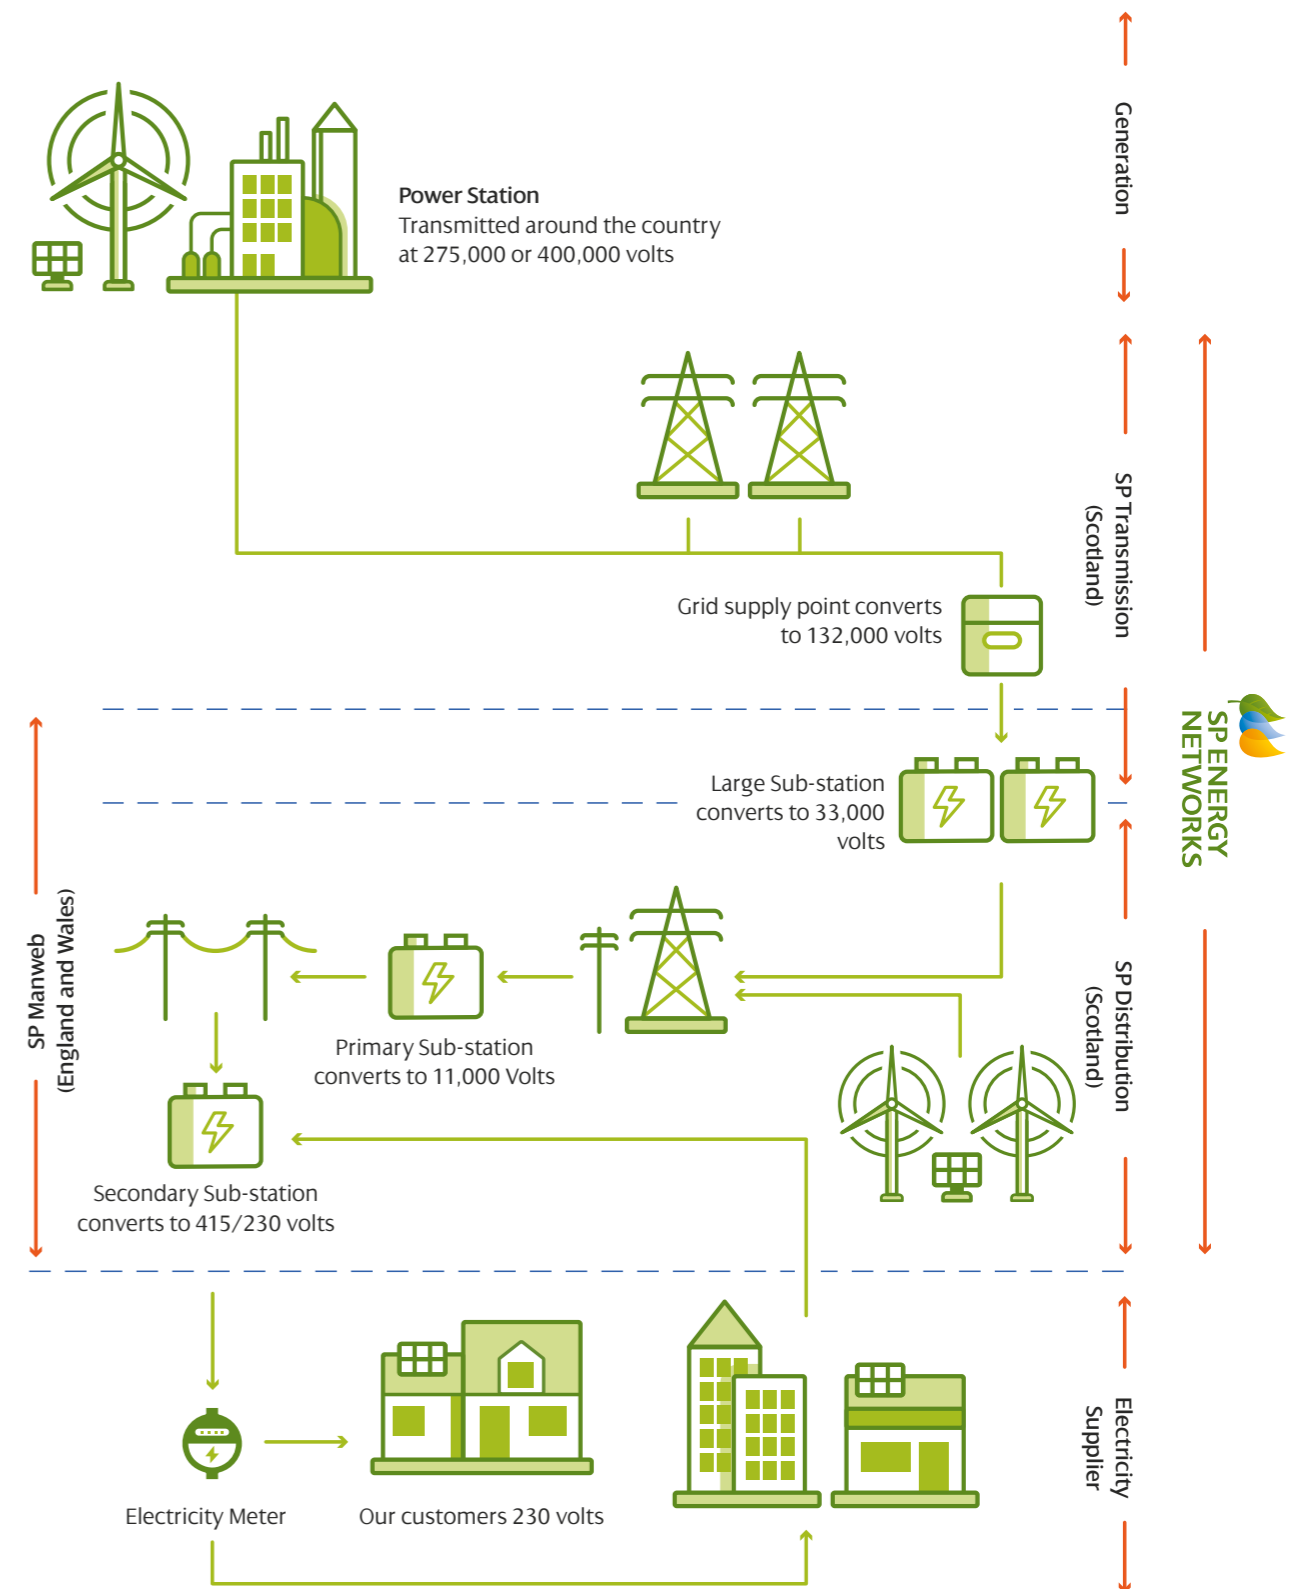 Generation
Power Station
Transmitted around the country
at 275,000 or 400,000 volts
SP Transmission
(Scotland)
Grid supply point converts
to 132,000 volts
SP ENERGY
NETWORKS
Large Sub-station
converts to 33,000
volts
SP Manweb
(England and Wales)
SP Distribution
(Scotland)
Primary Sub-station
converts to 11,000 Volts
Secondary Sub-station
converts to 415/230 volts
Electricity
Supplier
Electricity Meter
Our customers 230 volts